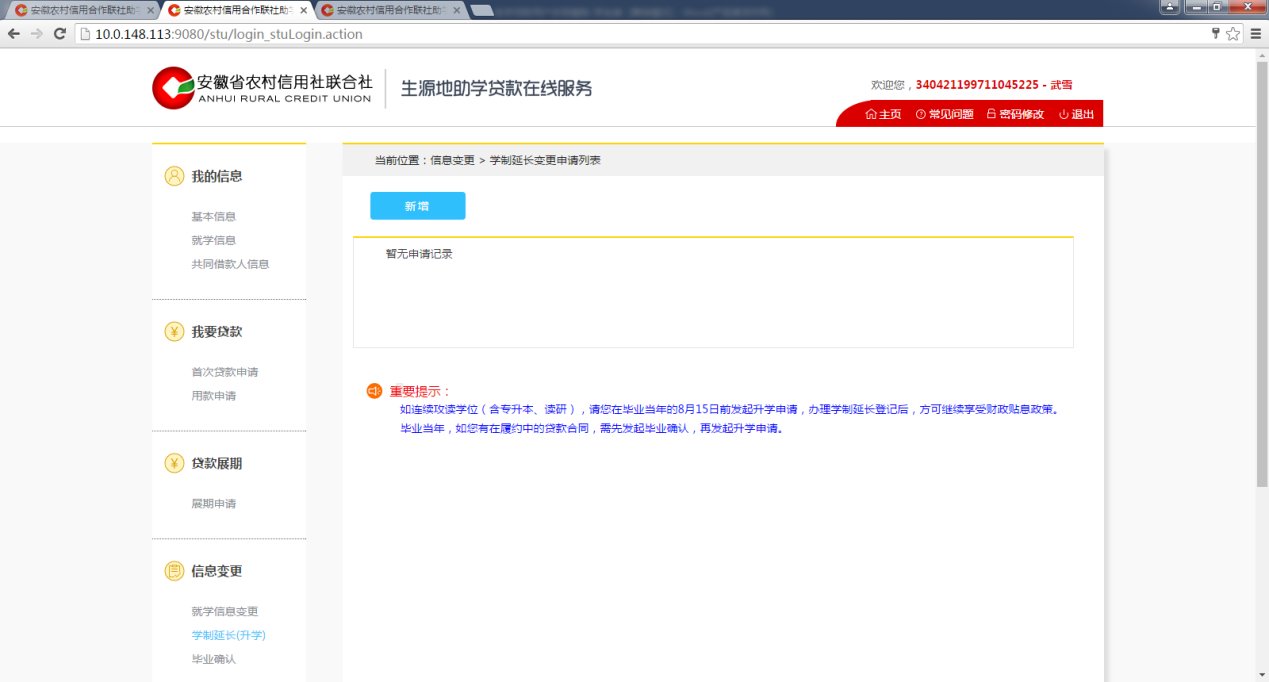 安徽农村信用合作联社助
安徽农村信用合作联社助
安徽农村信用合作联社助
10.0.148.113:9080/stu/login_stuLogin.action
安徽省农村信用社联合社
ANHUI RURAL CREDIT UNION
生源地助学贷款在线服务
欢迎您，340421199711045225 - 武雪
主页 常见问题 密码修改 退出
我的信息
基本信息
就学信息
共同借款人信息
我要贷款
首次贷款申请
用款申请
贷款展期
展期申请
信息变更
就学信息变更
学制延长(升学)
毕业确认
当前位置：信息变更 > 学制延长变更申请列表
新增
暂无申请记录
重要提示：
如连续攻读学位（含专升本、读研），请您在毕业当年的8月15日前发起升学申请，办理学制延长登记后，方可继续享受财政贴息政策。
毕业当年，如您有在履约中的贷款合同，需先发起毕业确认，再发起升学申请。